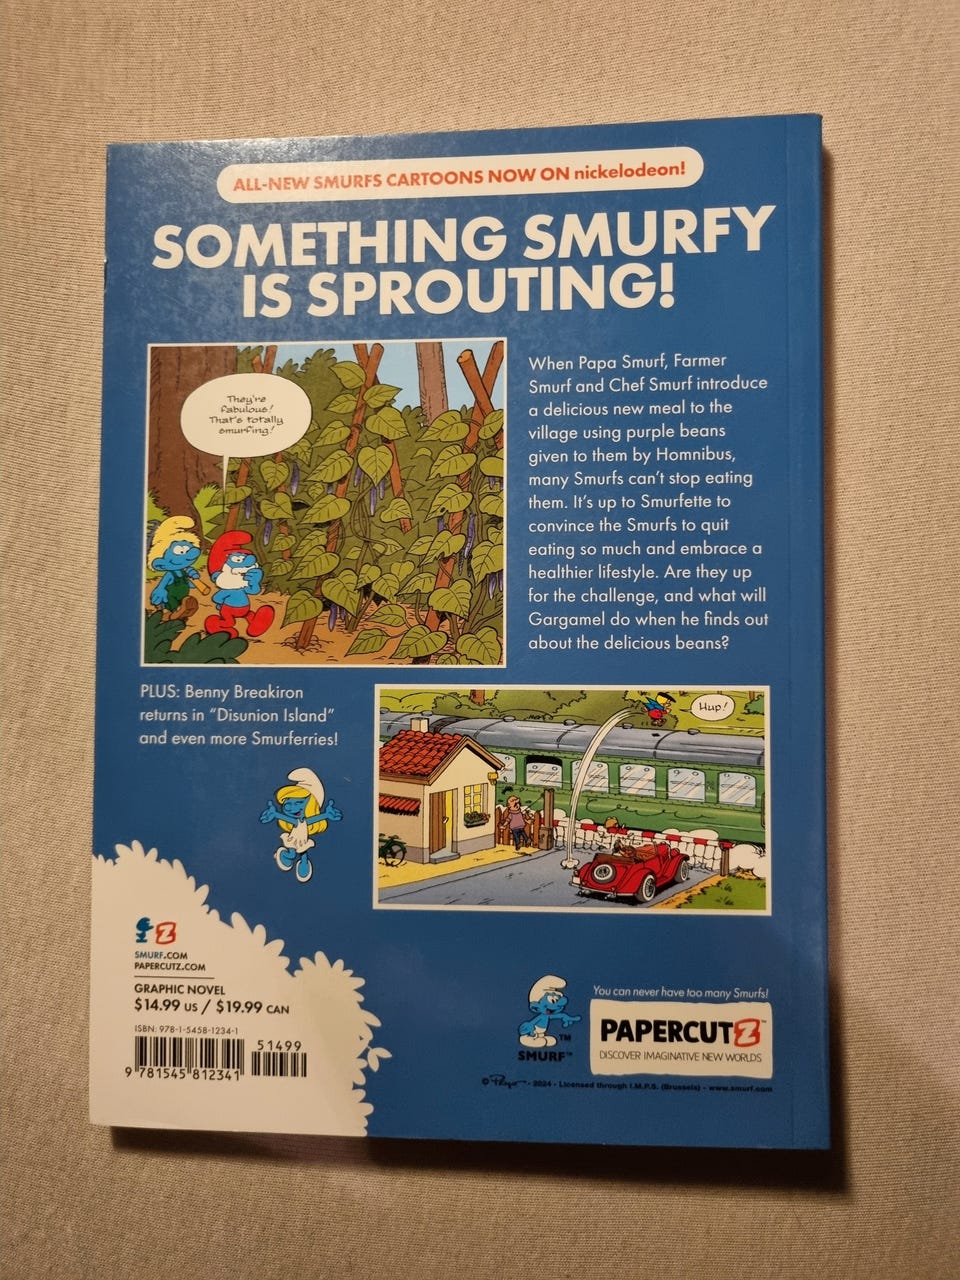 ALL-NEW SMURFS CARTOONS NOW ON nickelodeon!
SOMETHING SMURFY
IS SPROUTING!
They're
fabulous!
That's totally
smurfing!
When Papa Smurf, Farmer
Smurf and Chef Smurf introduce
a delicious new meal to the
village using purple beans
given to them by Homnibus,
many Smurfs can't stop eating
them. It's up to Smurfette to
convince the Smurfs to quit
eating so much and embrace a
healthier lifestyle. Are they up
for the challenge, and what will
Gargamel do when he finds out
about the delicious beans?
PLUS: Benny Breakiron
returns in "Disunion Island"
and even more Smurferries!
Hup!
Z
SMURF.COM
PAPERCUTZ.COM
GRAPHIC NOVEL
$14.99 US / $19.99 CAN
ISBN: 978-1-5458-1234-1
51499
9 781545 812341
TM
SMURF™
You can never have too many Smurfs!
PAPERCUTZ™
DISCOVER IMAGINATIVE NEW WORLDS
© Peyo™ - 2024 - Licensed through I.M.P.S. (Brussels) - www.smurf.com